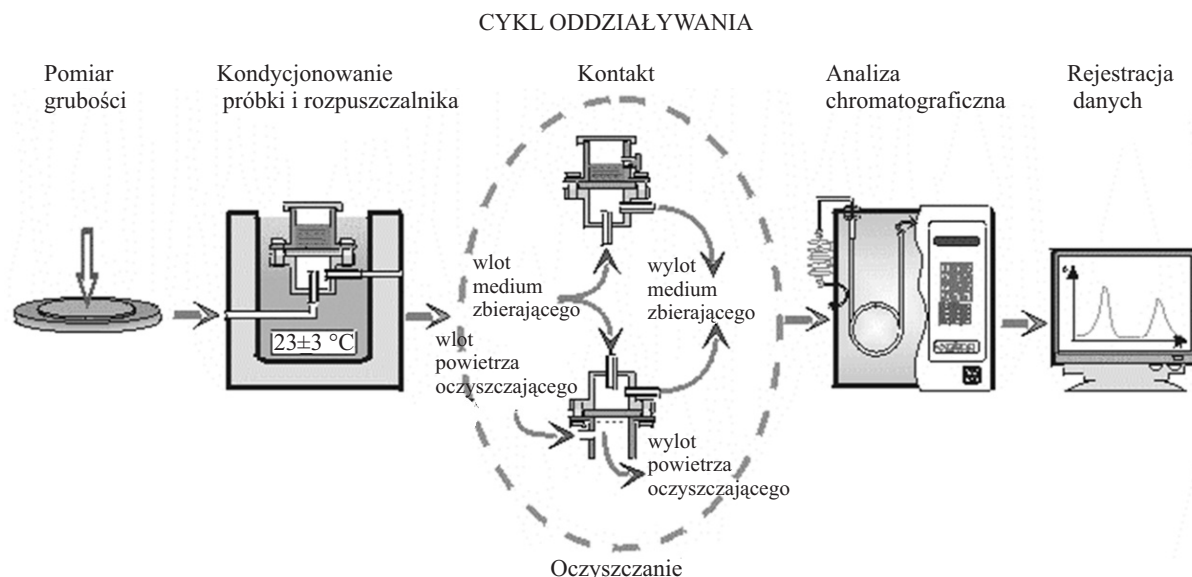 CYKL ODDZIAŁYWANIA
Pomiar
grubości
Kondycjonowanie
próbki i rozpuszczalnika
Kontakt
Analiza
chromatograficzna
Rejestracja
danych
23±3 °C
wlot
medium
zbierającego
wylot
medium
zbierającego
wlot
powietrza
oczyszczającego
wylot
powietrza
oczyszczającego
Oczyszczanie